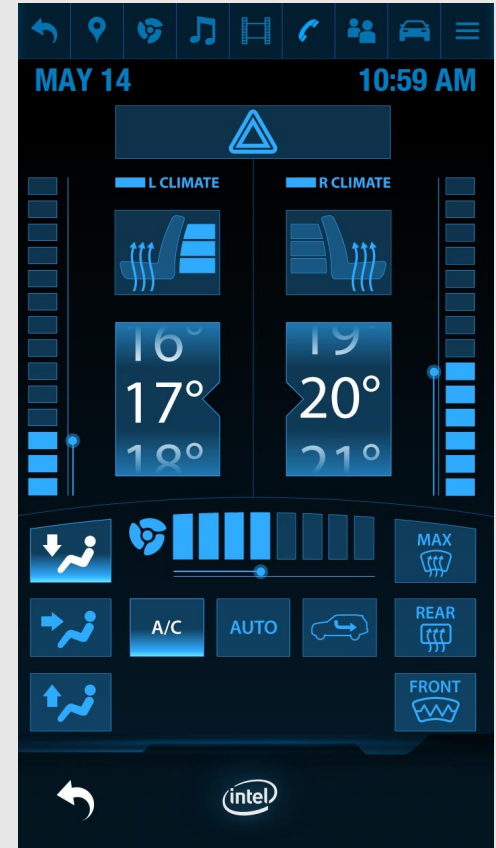 MAY 14 10:59 AM
L CLIMATE R CLIMATE
16° 19°
17° 20°
18° 21°
MAX
A/C AUTO REAR
FRONT
intel